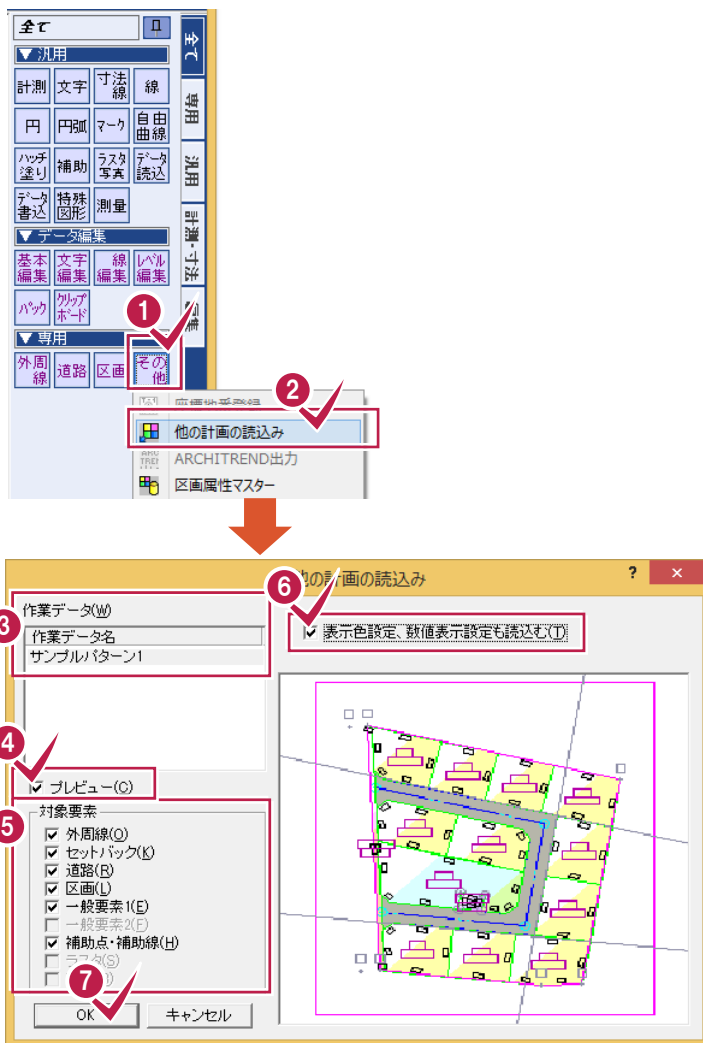 全て
▼ 汎用
計測 文字 寸法線 線
円 円弧 マーク 自由曲線
ハッチ塗り 補助 ラスタ写真 データ読込
データ書込 特殊図形 測量
▼ データ編集
基本編集 文字編集 線編集 レベル編集
パック クリップボード
▼ 専用
外周線 道路 区画 その他
全て
専用
汎用
計測・寸法
1
2
他の計画の読込み
ARCHITREND出力
区画属性マスター
の計画の読込み
? ×
6
表示色設定、数値表示設定も読込む(T)
3
作業データ(W)
作業データ名
サンプルパターン1
4
プレビュー(C)
5
対象要素
外周線(O)
セットバック(K)
道路(R)
区画(L)
一般要素1(E)
一般要素2(F)
補助点・補助線(H)
ラスタ(S)
7
OK キャンセル